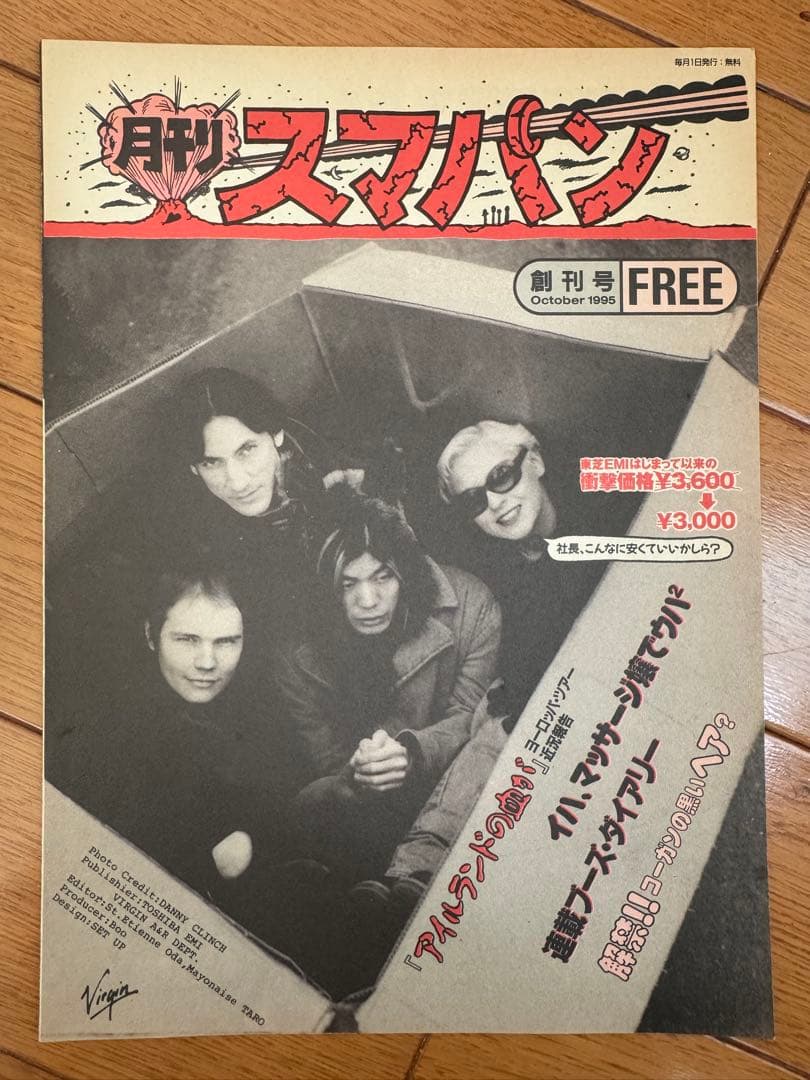 毎月1日発行:無料
月刊
スマパン
創刊号
October 1995
FREE
東芝EMIはじまって以来の
衝撃価格¥3,600
¥3,000
社長、こんなに安くていいかしら?
『アイルランドの血が』
ヨーロッパ・ツアー
近況報告
イハ、マッサージ嬢でウハ2
連載ブーズ・ダイアリー
解禁!!コーガンの黒いヘア?
Photo Credit:DANNY CLINCH
Publishier:TOSHIBA EMI
VIRGIN A&R DEPT.
Editor:St.Etienne Oda,Mayonaise TARO
Producer:Boo
Design:SET UP
Virgin